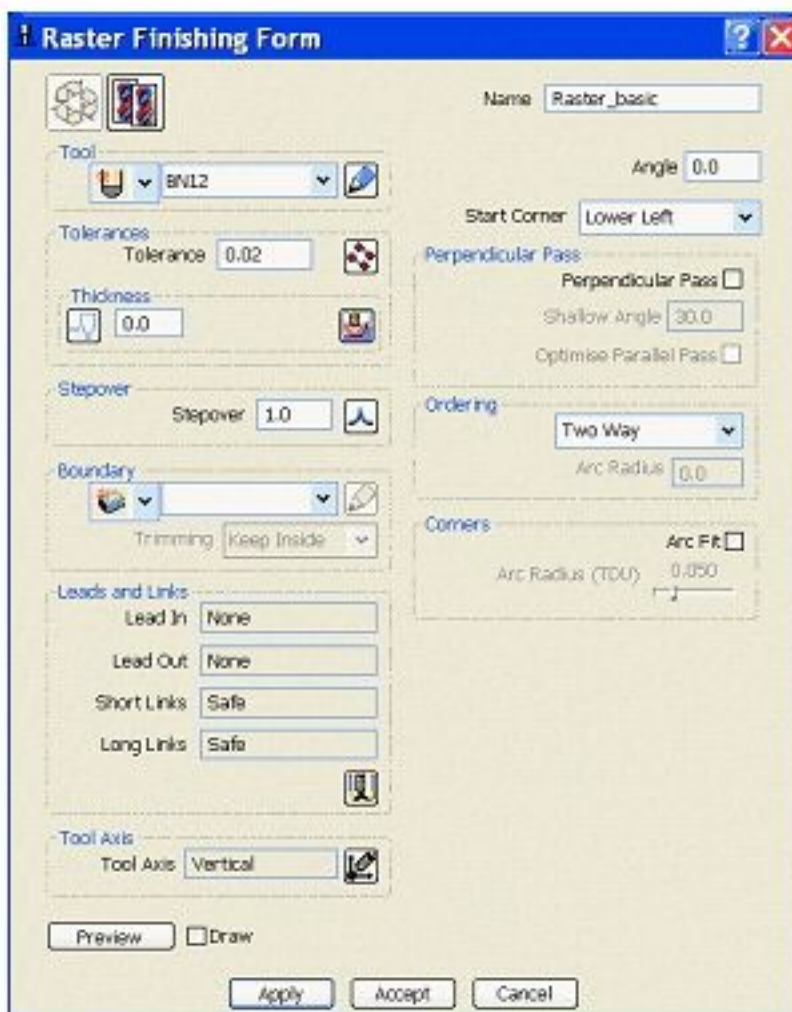 Raster Finishing Form
Name Raster_basic
Tool
BN12
Angle 0.0
Start Corner Lower Left
Tolerances
Tolerance 0.02
Thickness
0.0
Perpendicular Pass
Perpendicular Pass
Shallow Angle 30.0
Optimise Parallel Pass
Stepover
Stepover 1.0
Ordering
Two Way
Arc Radius 0.0
Boundary
Trimming Keep Inside
Corners
Arc Fit
Arc Radius (TDU) 0.050
Leads and Links
Lead In None
Lead Out None
Short Links Safe
Long Links Safe
Tool Axis
Tool Axis Vertical
Preview Draw
Apply Accept Cancel